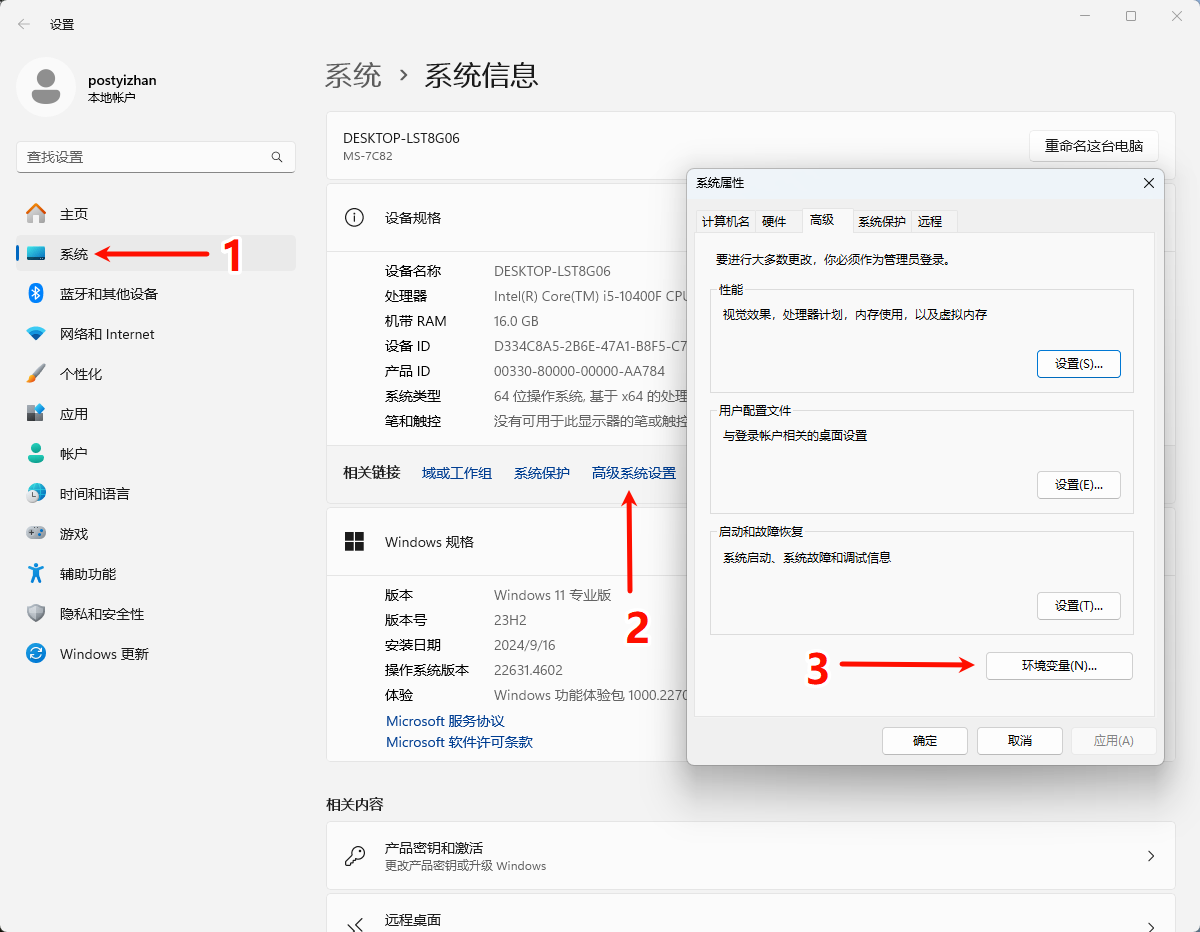 设置
postyizhan
本地帐户
查找设置
主页
系统
1
蓝牙和其他设备
网络和 Internet
个性化
应用
帐户
时间和语言
游戏
辅助功能
隐私和安全性
Windows 更新
系统 › 系统信息
DESKTOP-LST8G06
MS-7C82
重命名这台电脑
设备规格
设备名称 DESKTOP-LST8G06
处理器 Intel(R) Core(TM) i5-10400F CPU
机带 RAM 16.0 GB
设备 ID D334C8A5-2B6E-47A1-B8F5-C7
产品 ID 00330-80000-00000-AA784
系统类型 64 位操作系统, 基于 x64 的处理
笔和触控 没有可用于此显示器的笔或触控
相关链接 域或工作组 系统保护 高级系统设置
2
Windows 规格
版本 Windows 11 专业版
版本号 23H2
安装日期 2024/9/16
操作系统版本 22631.4602
体验 Windows 功能体验包 1000.2270
Microsoft 服务协议
Microsoft 软件许可条款
相关内容
产品密钥和激活
更改产品密钥或升级 Windows
远程桌面
系统属性
计算机名 硬件 高级 系统保护 远程
要进行大多数更改，你必须作为管理员登录。
性能
视觉效果，处理器计划，内存使用，以及虚拟内存
设置(S)...
用户配置文件
与登录帐户相关的桌面设置
设置(E)...
启动和故障恢复
系统启动、系统故障和调试信息
设置(T)...
3
环境变量(N)...
确定 取消 应用(A)